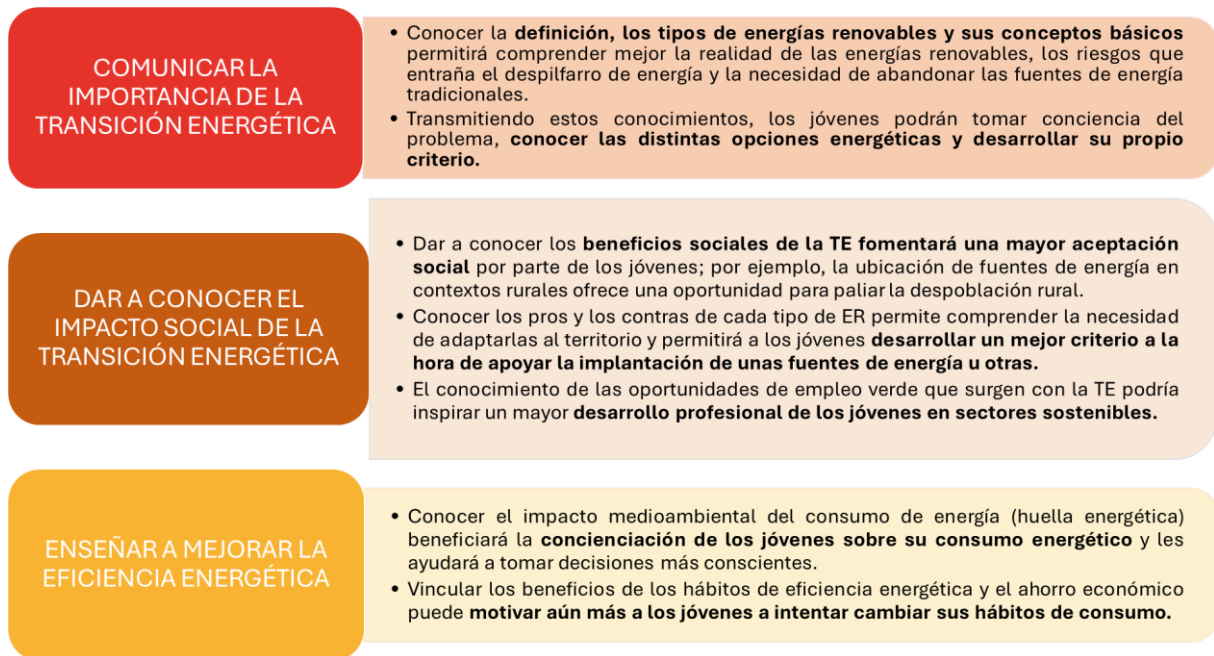 COMUNICAR LA
IMPORTANCIA DE LA
TRANSICIÓN ENERGÉTICA
• Conocer la definición, los tipos de energías renovables y sus conceptos básicos
permitirá comprender mejor la realidad de las energías renovables, los riesgos que
entraña el despilfarro de energía y la necesidad de abandonar las fuentes de energía
tradicionales.
• Transmitiendo estos conocimientos, los jóvenes podrán tomar conciencia del
problema, conocer las distintas opciones energéticas y desarrollar su propio
criterio.
DAR A CONOCER EL
IMPACTO SOCIAL DE LA
TRANSICIÓN ENERGÉTICA
• Dar a conocer los beneficios sociales de la TE fomentará una mayor aceptación
social por parte de los jóvenes; por ejemplo, la ubicación de fuentes de energía en
contextos rurales ofrece una oportunidad para paliar la despoblación rural.
• Conocer los pros y los contras de cada tipo de ER permite comprender la necesidad
de adaptarlas al territorio y permitirá a los jóvenes desarrollar un mejor criterio a la
hora de apoyar la implantación de unas fuentes de energía u otras.
• El conocimiento de las oportunidades de empleo verde que surgen con la TE podría
inspirar un mayor desarrollo profesional de los jóvenes en sectores sostenibles.
ENSEÑAR A MEJORAR LA
EFICIENCIA ENERGÉTICA
• Conocer el impacto medioambiental del consumo de energía (huella energética)
beneficiará la concienciación de los jóvenes sobre su consumo energético y les
ayudará a tomar decisiones más conscientes.
• Vincular los beneficios de los hábitos de eficiencia energética y el ahorro económico
puede motivar aún más a los jóvenes a intentar cambiar sus hábitos de consumo.